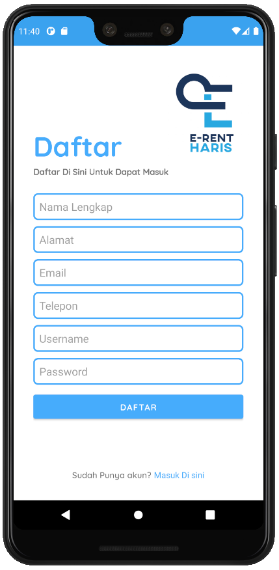 11:40
E-RENT
HARIS
Daftar
Daftar Di Sini Untuk Dapat Masuk
Nama Lengkap
Alamat
Email
Telepon
Username
Password
DAFTAR
Sudah Punya akun? Masuk Di sini